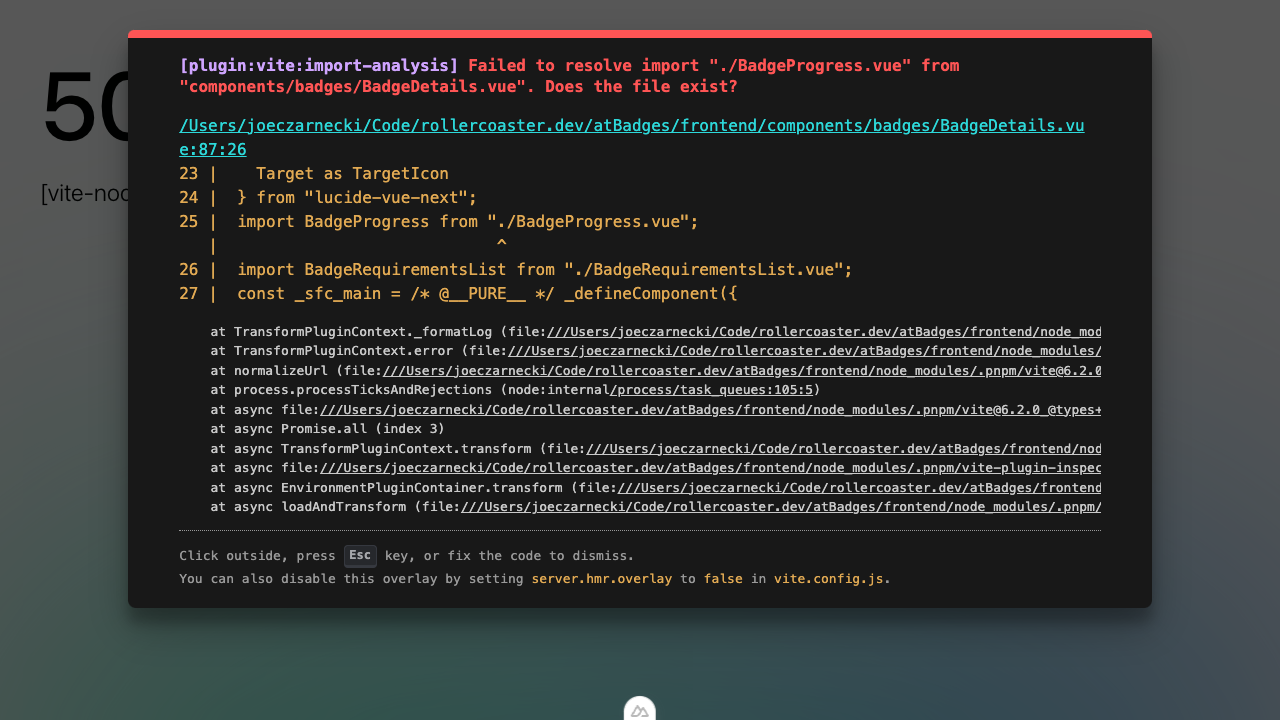 50
[vite-nod
[plugin:vite:import-analysis] Failed to resolve import "./BadgeProgress.vue" from
"components/badges/BadgeDetails.vue". Does the file exist?
/Users/joeczarnecki/Code/rollercoaster.dev/atBadges/frontend/components/badges/BadgeDetails.vu
e:87:26
23 |    Target as TargetIcon
24 |  } from "lucide-vue-next";
25 |  import BadgeProgress from "./BadgeProgress.vue";
   |                             ^
26 |  import BadgeRequirementsList from "./BadgeRequirementsList.vue";
27 |  const _sfc_main = /* @__PURE__ */ _defineComponent({
at TransformPluginContext._formatLog (file:///Users/joeczarnecki/Code/rollercoaster.dev/atBadges/frontend/node_mod
at TransformPluginContext.error (file:///Users/joeczarnecki/Code/rollercoaster.dev/atBadges/frontend/node_modules/
at normalizeUrl (file:///Users/joeczarnecki/Code/rollercoaster.dev/atBadges/frontend/node_modules/.pnpm/vite@6.2.0
at process.processTicksAndRejections (node:internal/process/task_queues:105:5)
at async file:///Users/joeczarnecki/Code/rollercoaster.dev/atBadges/frontend/node_modules/.pnpm/vite@6.2.0_@types+
at async Promise.all (index 3)
at async TransformPluginContext.transform (file:///Users/joeczarnecki/Code/rollercoaster.dev/atBadges/frontend/nod
at async file:///Users/joeczarnecki/Code/rollercoaster.dev/atBadges/frontend/node_modules/.pnpm/vite-plugin-inspec
at async EnvironmentPluginContainer.transform (file:///Users/joeczarnecki/Code/rollercoaster.dev/atBadges/frontend
at async loadAndTransform (file:///Users/joeczarnecki/Code/rollercoaster.dev/atBadges/frontend/node_modules/.pnpm/
Click outside, press Esc key, or fix the code to dismiss.
You can also disable this overlay by setting server.hmr.overlay to false in vite.config.js.